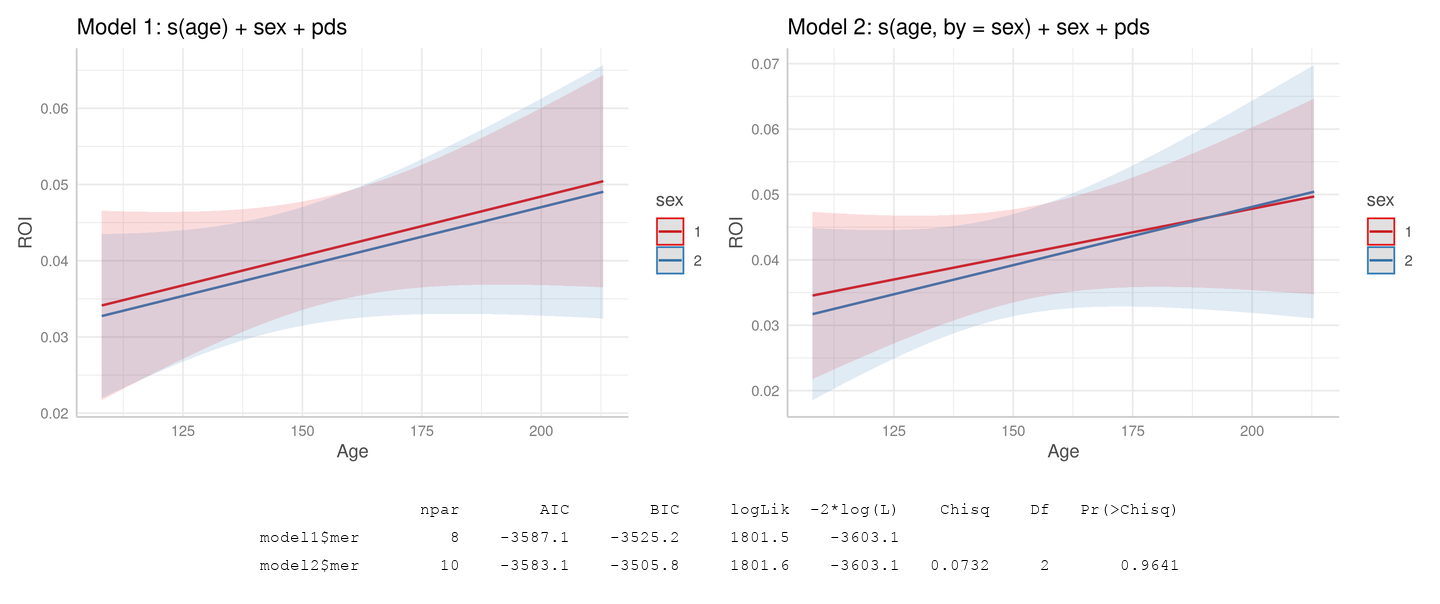 Model 1: s(age) + sex + pds
0.06
0.05
0.04
0.03
0.02
ROI
125 150 175 200
Age
sex
1
2
Model 2: s(age, by = sex) + sex + pds
0.07
0.06
0.05
0.04
0.03
0.02
ROI
125 150 175 200
Age
sex
1
2
npar AIC BIC logLik -2*log(L) Chisq Df Pr(>Chisq)
model1$mer 8 -3587.1 -3525.2 1801.5 -3603.1
model2$mer 10 -3583.1 -3505.8 1801.6 -3603.1 0.0732 2 0.9641